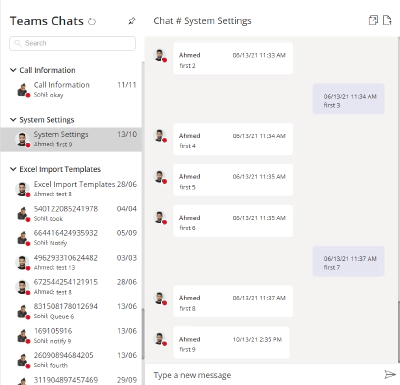 Teams Chats
Search
Call Information
Call Information 11/11
Sohil: okay
System Settings
System Settings 13/10
Ahmed: first 9
Excel Import Templates
Excel Import Templates 28/06
Ahmed: test 8
540122085241978 04/04
Sohil: took
664416424935932 05/09
Sohil: Notify
496293310624482 03/03
Ahmed: test 13
672544254121915 28/06
Ahmed: test 8
831508178012694 13/06
Sohil: Queue 6
169105916 13/06
Sohil: notify 9
26090894684205 13/06
Sohil: fourth
311904897457469 29/09
Chat # System Settings
Ahmed 06/13/21 11:33 AM
first 2
06/13/21 11:34 AM
first 3
Ahmed 06/13/21 11:34 AM
first 4
Ahmed 06/13/21 11:35 AM
first 5
Ahmed 06/13/21 11:35 AM
first 6
06/13/21 11:37 AM
first 7
Ahmed 06/13/21 11:37 AM
first 8
Ahmed 10/13/21 2:35 PM
first 9
Type a new message